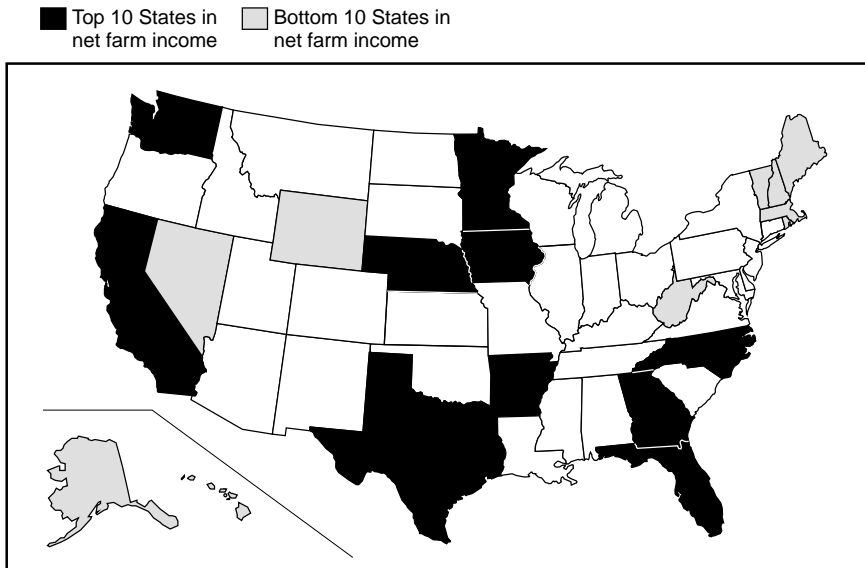 Top 10 States in
net farm income
Bottom 10 States in
net farm income